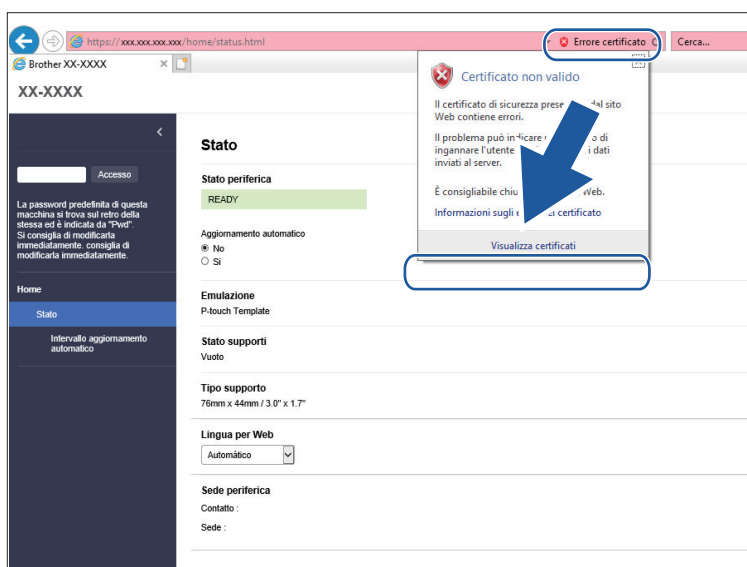 https://xxx.xxx.xxx.xxx/home/status.html
Errore certificato
Cerca...
Brother XX-XXXX
XX-XXXX
Accesso
La password predefinita di questa
macchina si trova sul retro della
stessa ed è indicata da "Pwd".
Si consiglia di modificarla
immediatamente. consiglia di
modificarla immediatamente.
Home
Stato
Intervallo aggiornamento
automatico
Stato
Stato periferica
READY
Aggiornamento automatico
No
Si
Emulazione
P-touch Template
Stato supporti
Vuoto
Tipo supporto
76mm x 44mm / 3.0" x 1.7"
Lingua per Web
Automático
Sede periferica
Contatto :
Sede :
Certificato non valido
Il certificato di sicurezza dal sito
Web contiene errori.
Il problema può indicare di
ingannare l'utente i dati
inviati al server.
È consigliabile Web.
Informazioni sugli certificato
Visualizza certificati